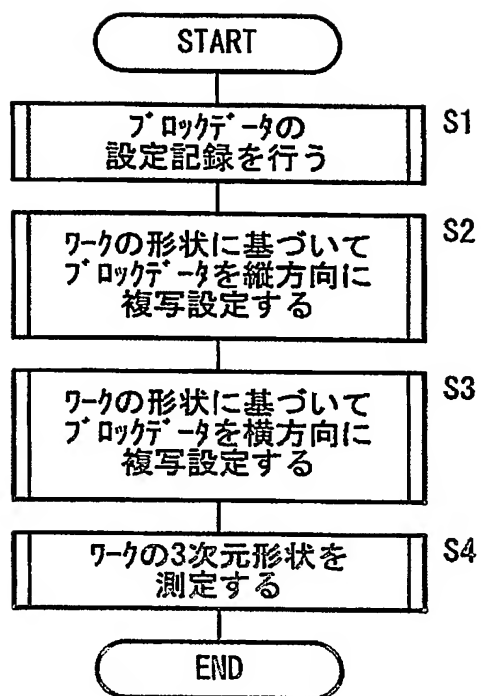 START
ﾌﾞﾛｯｸﾃﾞｰﾀの
設定記録を行う
S1
ﾜｰｸの形状に基づいて
ﾌﾞﾛｯｸﾃﾞｰﾀを縦方向に
複写設定する
S2
ﾜｰｸの形状に基づいて
ﾌﾞﾛｯｸﾃﾞｰﾀを横方向に
複写設定する
S3
ﾜｰｸの3次元形状を
測定する
S4
END